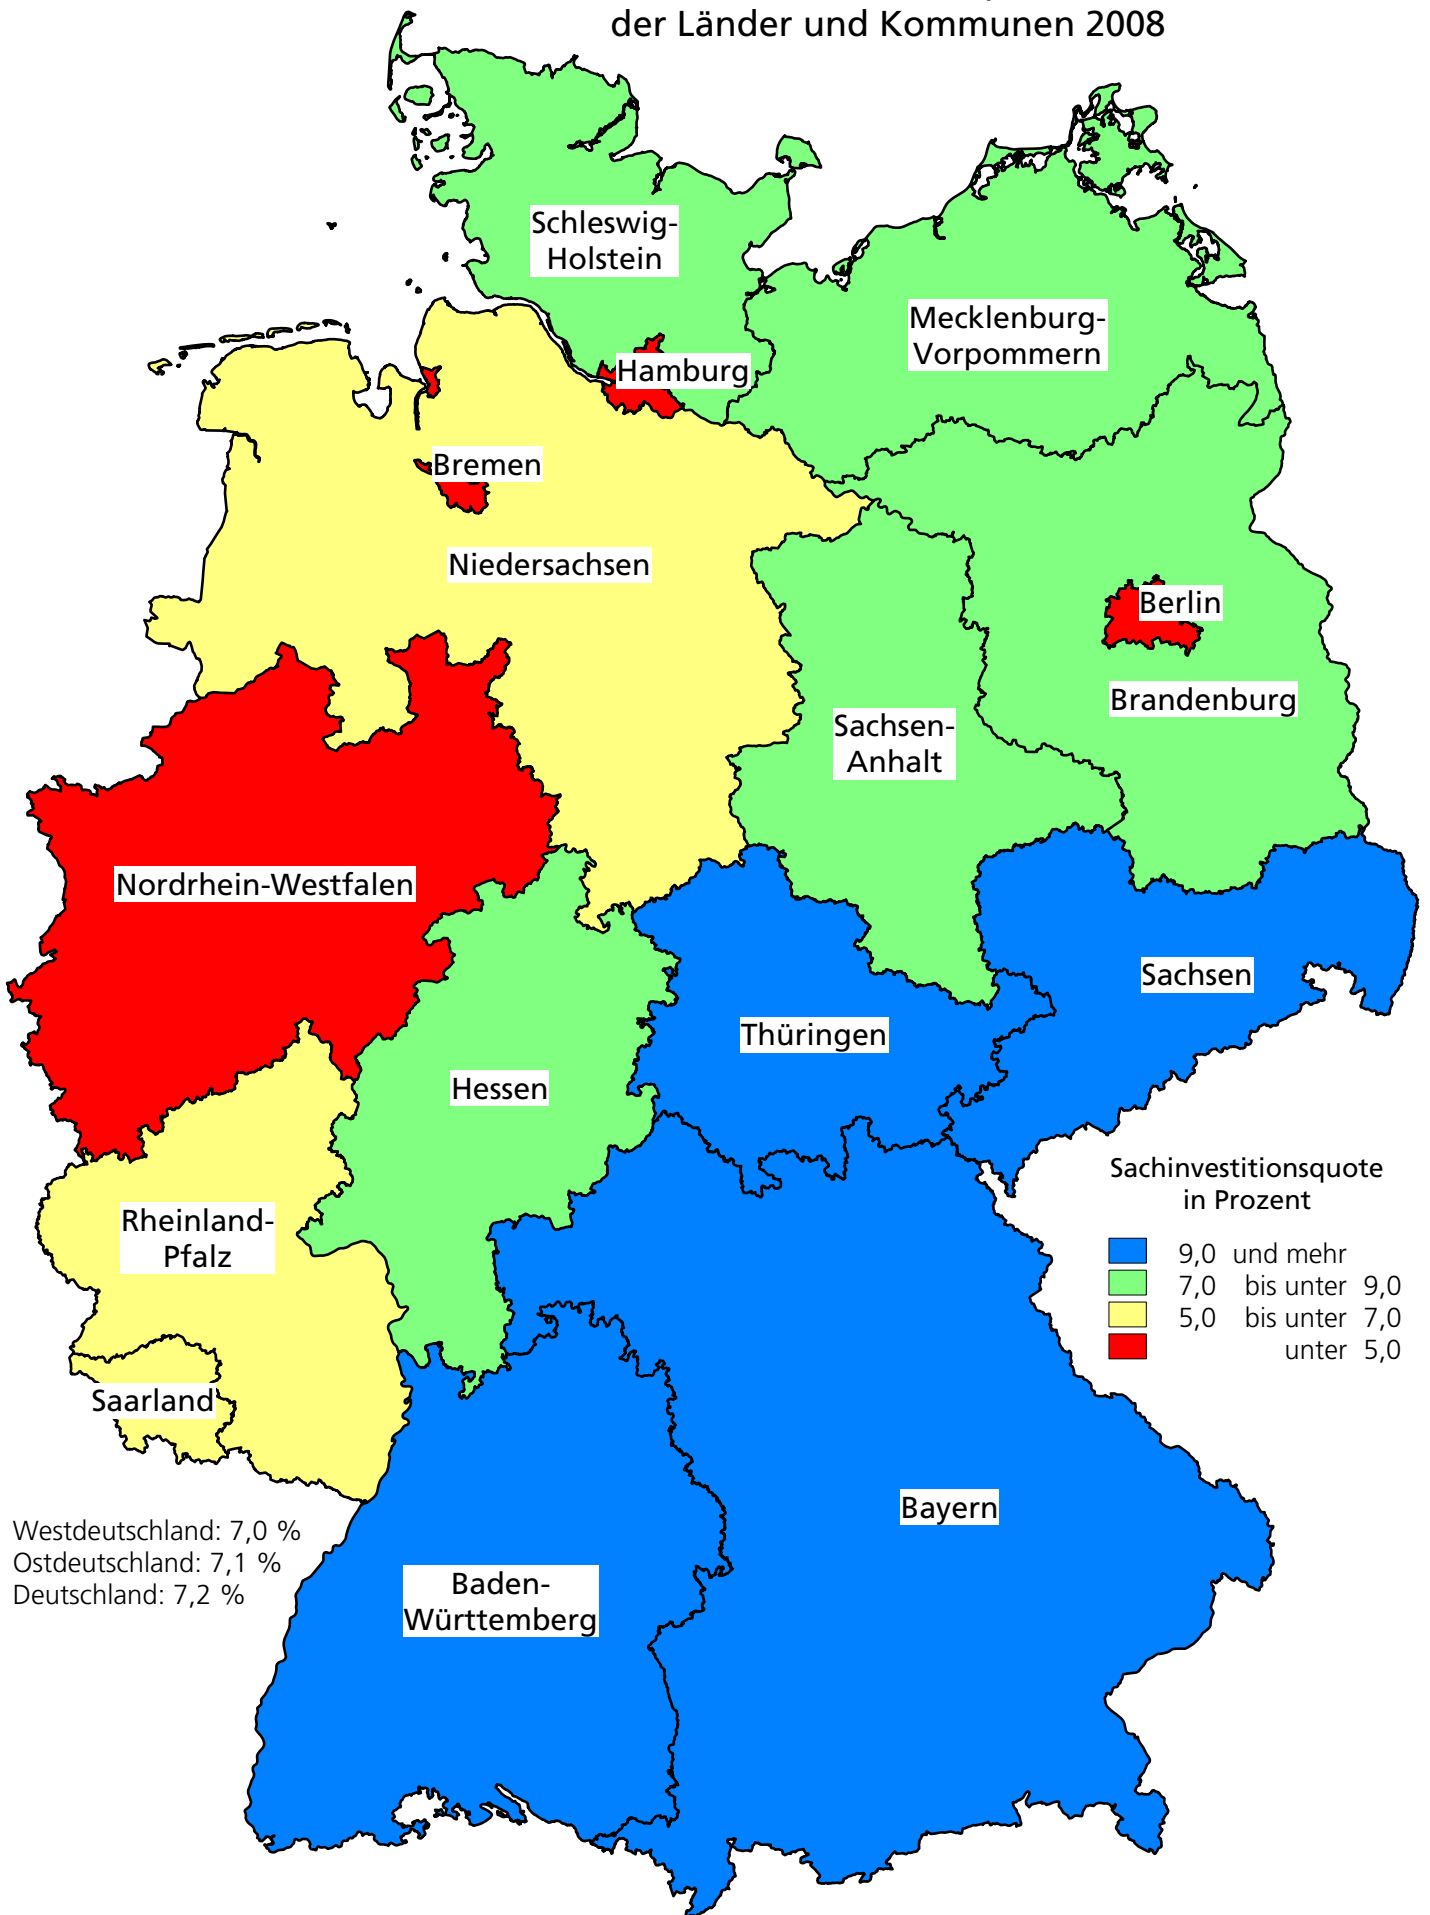 der Länder und Kommunen 2008
Schleswig-
Holstein
Mecklenburg-
Vorpommern
Hamburg
Bremen
Niedersachsen
Berlin
Brandenburg
Sachsen-
Anhalt
Nordrhein-Westfalen
Sachsen
Thüringen
Hessen
Rheinland-
Pfalz
Saarland
Sachinvestitionsquote
in Prozent
9,0 und mehr
7,0 bis unter 9,0
5,0 bis unter 7,0
unter 5,0
Bayern
Westdeutschland: 7,0 %
Ostdeutschland: 7,1 %
Deutschland: 7,2 %
Baden-
Württemberg